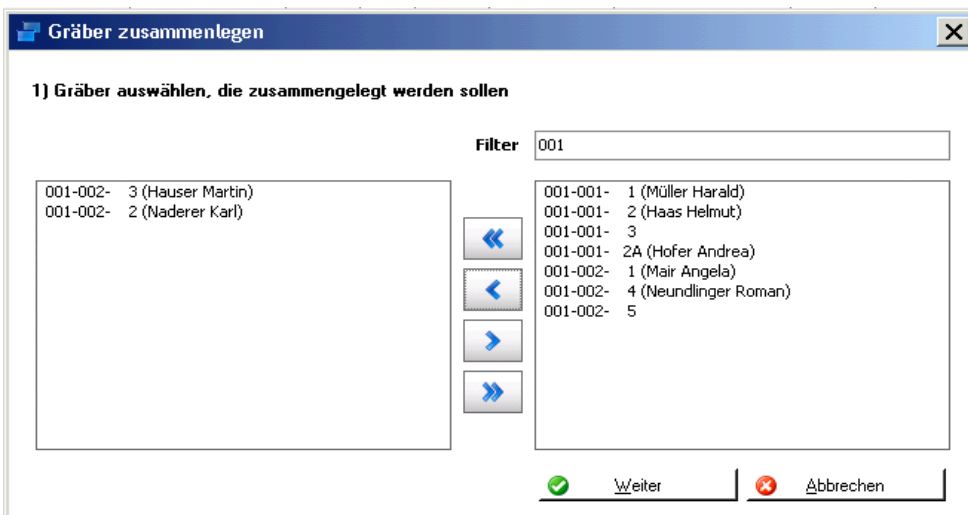 Gräber zusammenlegen
1) Gräber auswählen, die zusammengelegt werden sollen
Filter 001
001-002- 3 (Hauser Martin)
001-002- 2 (Naderer Karl)
001-001- 1 (Müller Harald)
001-001- 2 (Haas Helmut)
001-001- 3
001-001- 2A (Hofer Andrea)
001-002- 1 (Mair Angela)
001-002- 4 (Neundlinger Roman)
001-002- 5
Weiter
Abbrechen